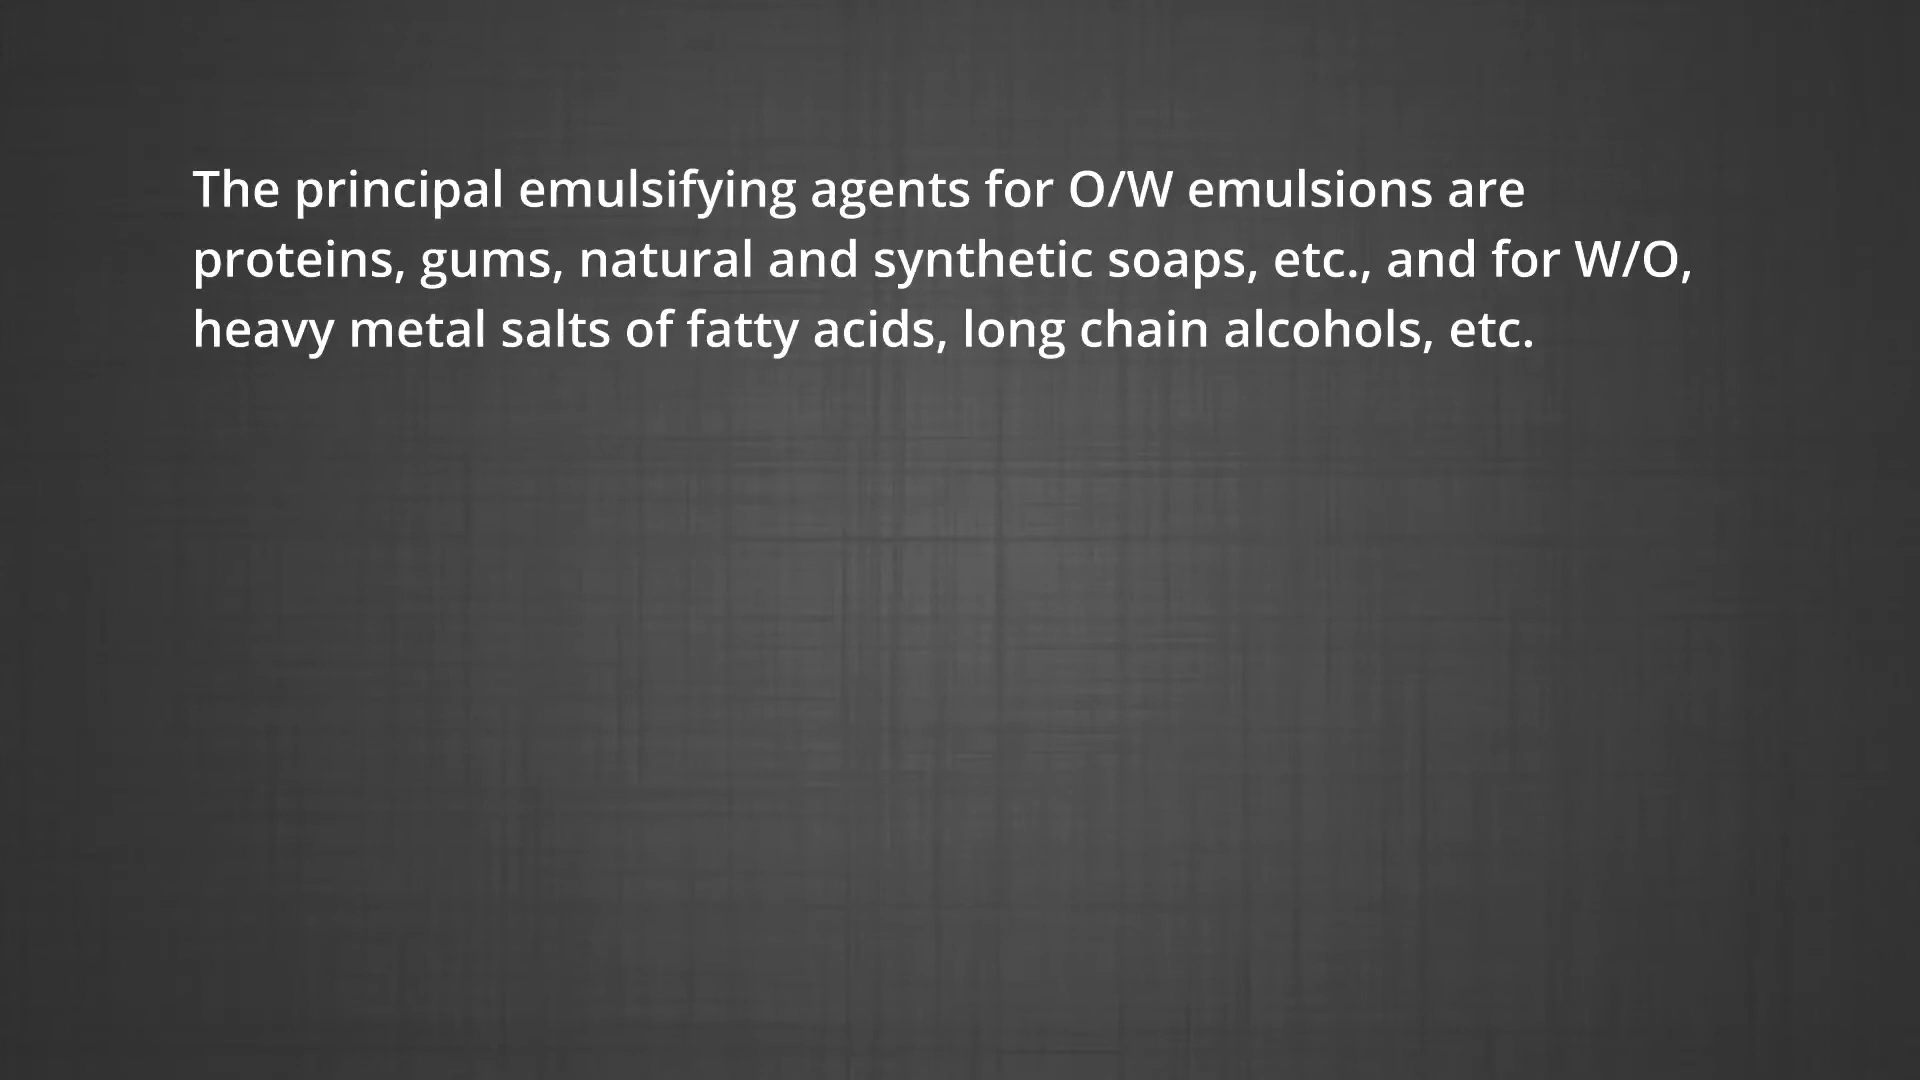 The principal emulsifying agents for O/W emulsions are
proteins, gums, natural and synthetic soaps, etc., and for W/O,
heavy metal salts of fatty acids, long chain alcohols, etc.